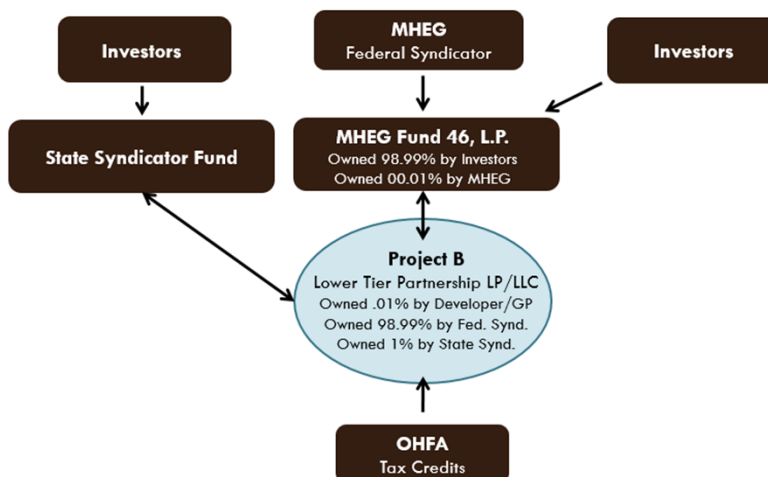 Investors
MHEG
Federal Syndicator
Investors
State Syndicator Fund
MHEG Fund 46, L.P.
Owned 98.99% by Investors
Owned 00.01% by MHEG
Project B
Lower Tier Partnership LP/LLC
Owned .01% by Developer/GP
Owned 98.99% by Fed. Synd.
Owned 1% by State Synd.
OHFA
Tax Credits